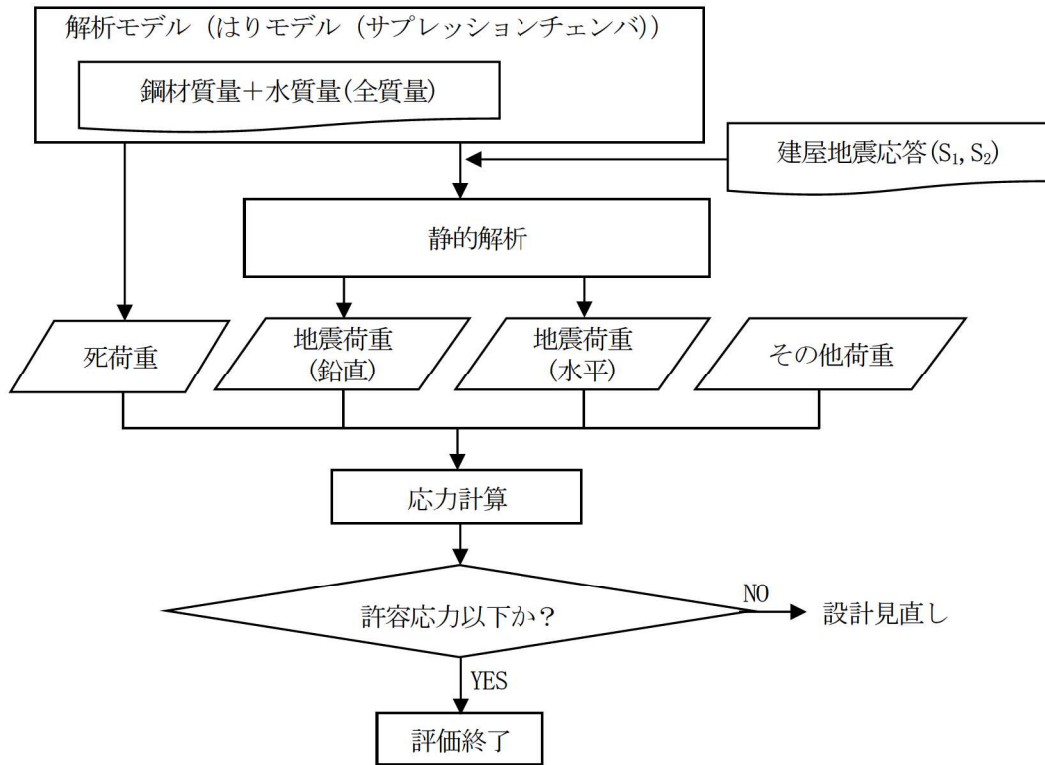 解析モデル（はりモデル（サプレッションチェンバ））
鋼材質量＋水質量(全質量)
建屋地震応答(S₁, S₂)
静的解析
死荷重
地震荷重
(鉛直)
地震荷重
(水平)
その他荷重
応力計算
許容応力以下か？
NO
設計見直し
YES
評価終了